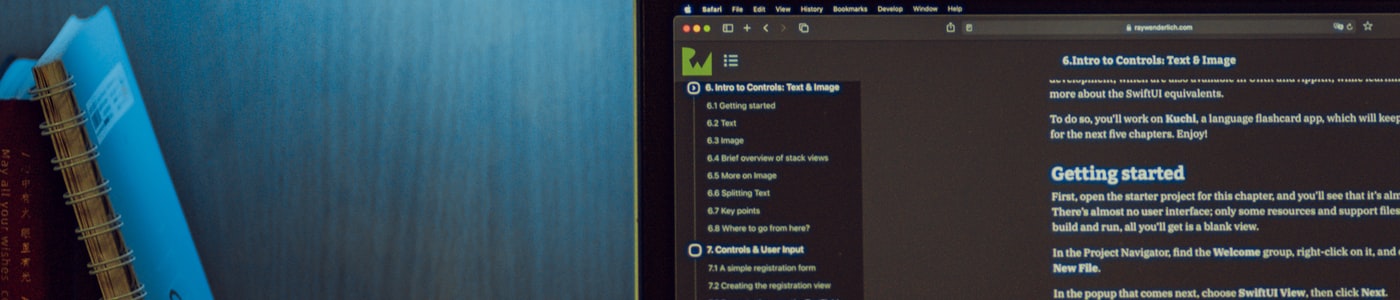 May all your wishes
Safari File Edit View History Bookmarks Develop Window Help
raywenderlich.com
6.Intro to Controls: Text & Image
6. Intro to Controls: Text & Image
6.1 Getting started
6.2 Text
6.3 Image
6.4 Brief overview of stack views
6.5 More on Image
6.6 Splitting Text
6.7 Key points
6.8 Where to go from here?
7. Controls & User Input
7.1 A simple registration form
7.2 Creating the registration view
more about the SwiftUI equivalents.
To do so, you'll work on Kuchi, a language flashcard app, which will keep
for the next five chapters. Enjoy!
Getting started
First, open the starter project for this chapter, and you'll see that it's
There's almost no user interface; only some resources and support files
build and run, all you'll get is a blank view.
In the Project Navigator, find the Welcome group, right-click on it, and
New File.
In the popup that comes next, choose SwiftUI View, then click Next.